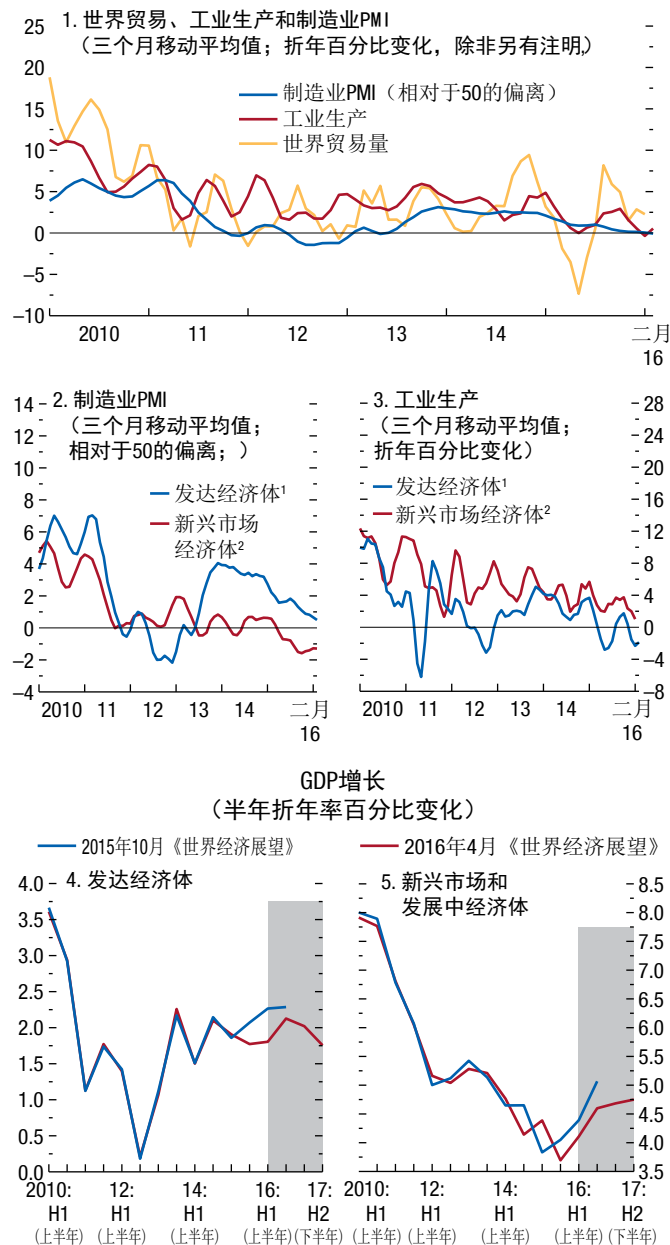 1. 世界贸易、工业生产和制造业PMI
（三个月移动平均值；折年百分比变化，除非另有注明）
制造业PMI（相对于50的偏离）
工业生产
世界贸易量
25
20
15
10
5
0
–5
–10
2010 11 12 13 14 二月
16
2. 制造业PMI
（三个月移动平均值；
相对于50的偏离；）
发达经济体¹
新兴市场
经济体²
14
12
10
8
6
4
2
0
–2
–4
2010 11 12 13 14 二月
16
3. 工业生产
（三个月移动平均值；
折年百分比变化）
发达经济体¹
新兴市场经济体²
28
24
20
16
12
8
4
0
–4
–8
2010 11 12 13 14 二月
16
GDP增长
（半年折年率百分比变化）
2015年10月《世界经济展望》 2016年4月《世界经济展望》
4. 发达经济体
4.0
3.5
3.0
2.5
2.0
1.5
1.0
0.5
0.0
2010: 12: 14: 16: 17:
H1 H1 H1 H1 H2
(上半年) (上半年) (上半年) (上半年) (下半年)
5. 新兴市场和
发展中经济体
8.5
8.0
7.5
7.0
6.5
6.0
5.5
5.0
4.5
4.0
3.5
2010: 12: 14: 16: 17:
H1 H1 H1 H1 H2
(上半年) (上半年) (上半年) (上半年) (下半年)